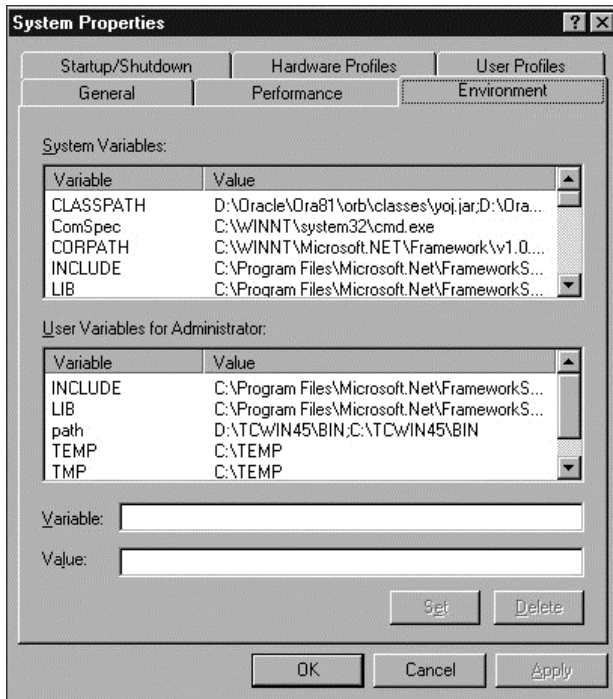 System Properties
Startup/Shutdown Hardware Profiles User Profiles
General Performance Environment
System Variables:
Variable Value
CLASSPATH D:\Oracle\Ora81\orb\classes\yoj.jar;D:\Ora...
ComSpec C:\WINNT\system32\cmd.exe
CORPATH C:\WINNT\Microsoft.NET\Framework\v1.0....
INCLUDE C:\Program Files\Microsoft.Net\FrameworkS...
LIB C:\Program Files\Microsoft.Net\FrameworkS...
User Variables for Administrator:
Variable Value
INCLUDE C:\Program Files\Microsoft.Net\FrameworkS...
LIB C:\Program Files\Microsoft.Net\FrameworkS...
path D:\TCWIN45\BIN;C:\TCWIN45\BIN
TEMP C:\TEMP
TMP C:\TEMP
Variable:
Value:
Set Delete
OK Cancel Apply